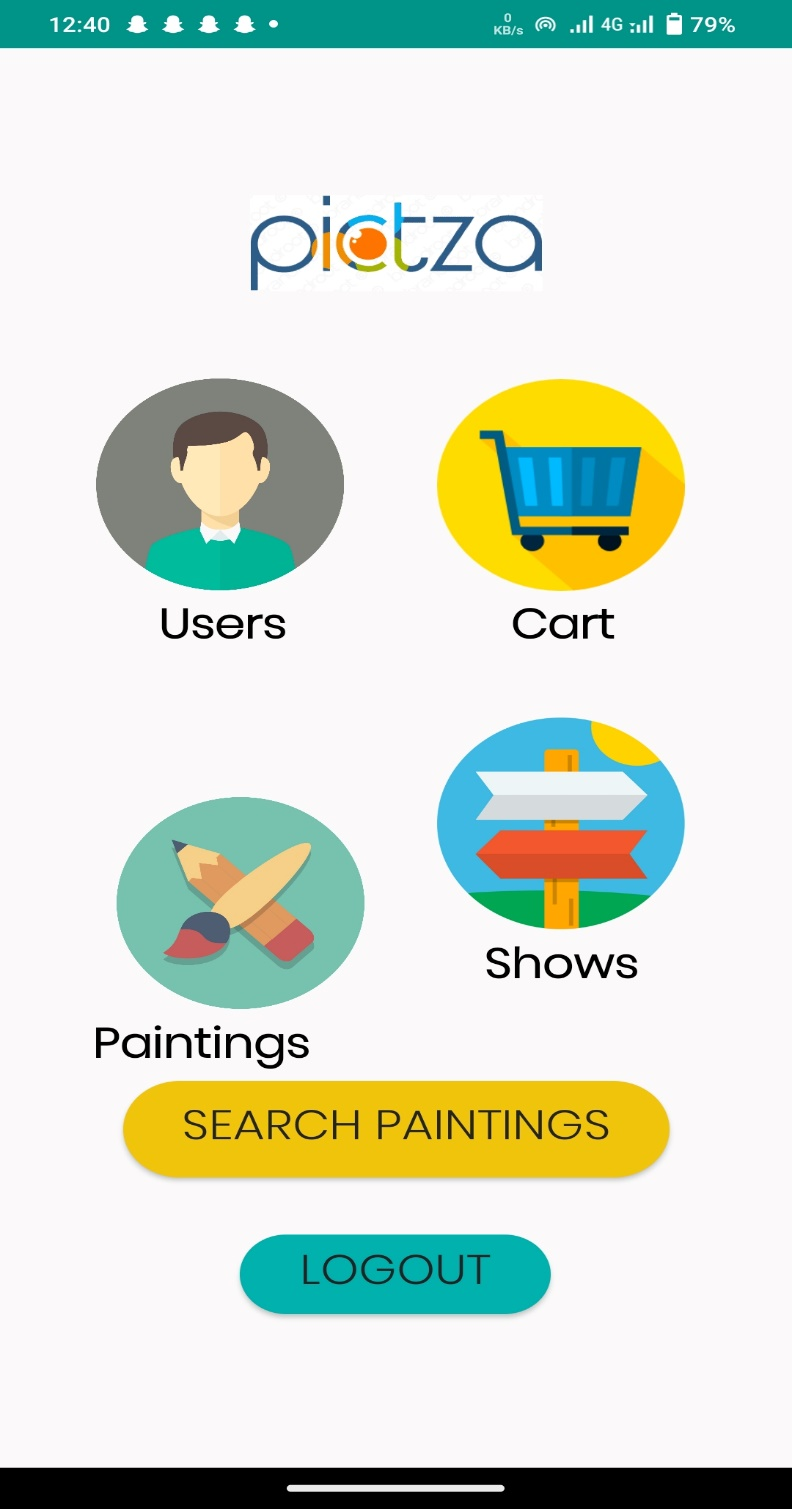 12:40
0
KB/s
4G
79%
pictza
Users
Cart
Shows
Paintings
SEARCH PAINTINGS
LOGOUT